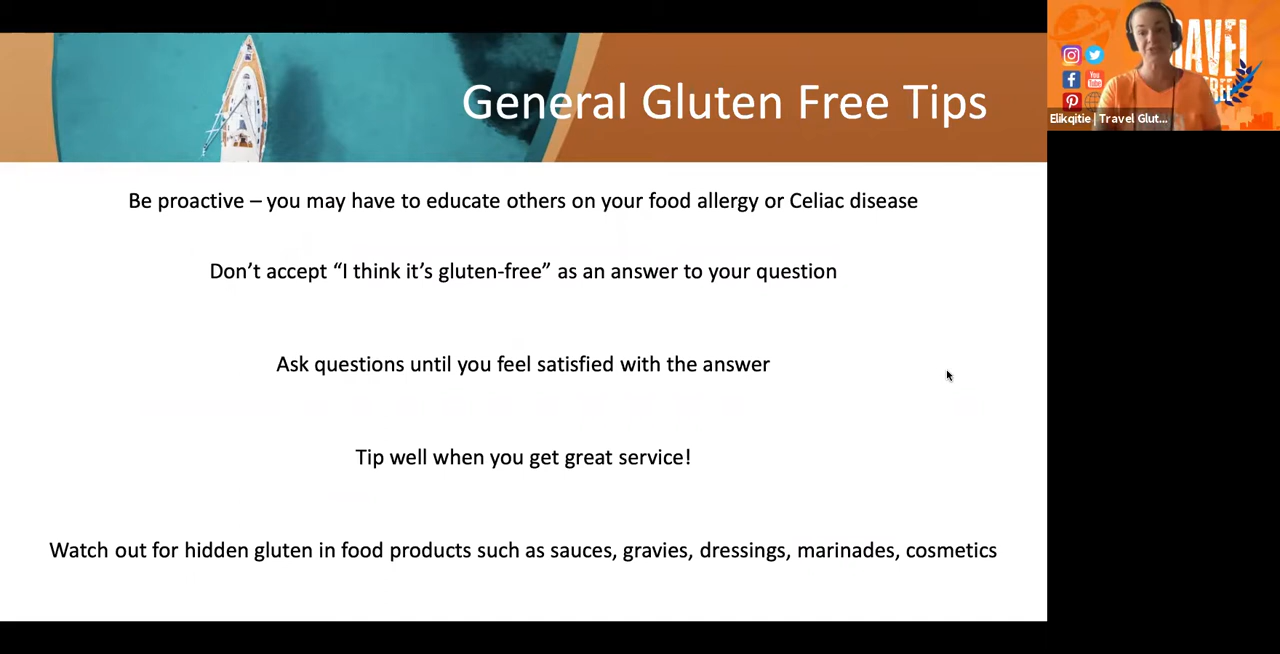 General Gluten Free Tips
Be proactive – you may have to educate others on your food allergy or Celiac disease
Don’t accept “I think it’s gluten-free” as an answer to your question
Ask questions until you feel satisfied with the answer
Tip well when you get great service!
Watch out for hidden gluten in food products such as sauces, gravies, dressings, marinades, cosmetics
RAVEL
You
Elikqitie | Travel Glut...